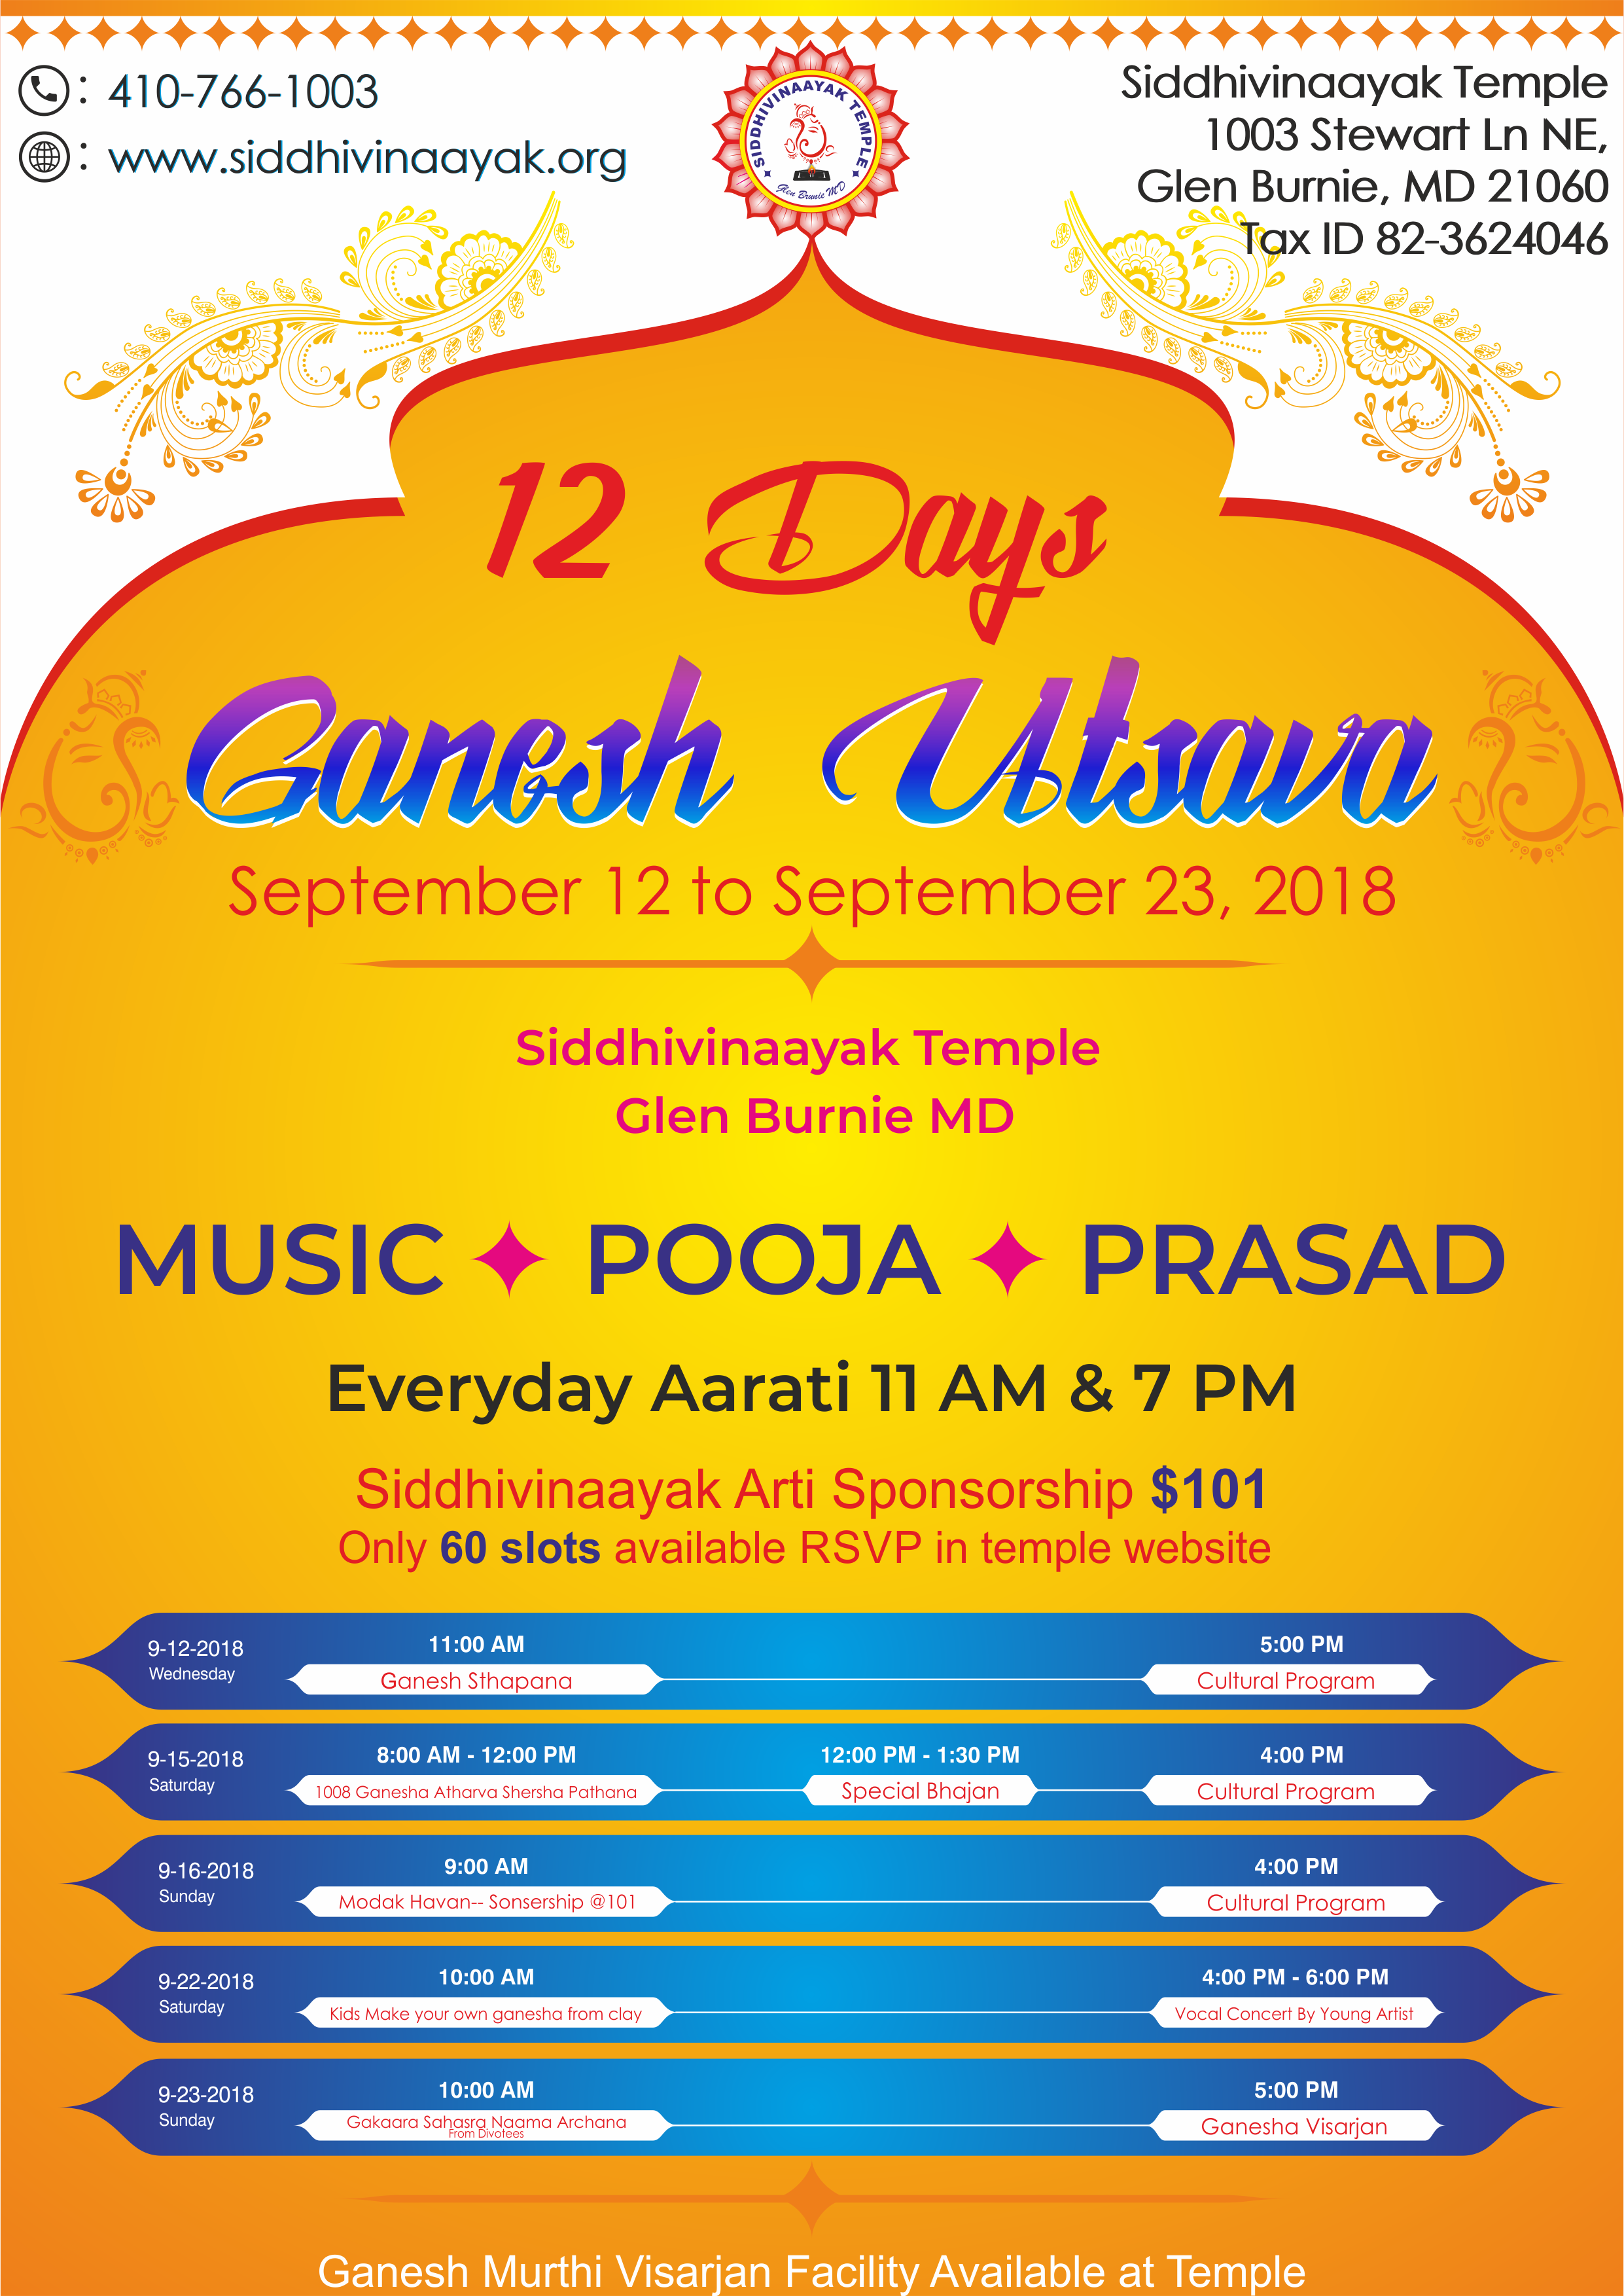 : 410-766-1003
: www.siddhivinaayak.org
SIDDHIVINAAYAK TEMPLE
Glen Brunie MD
Siddhivinaayak Temple
1003 Stewart Ln NE,
Glen Burnie, MD 21060
Tax ID 82-3624046
12 Days
Ganesh Utsava
September 12 to September 23, 2018
Siddhivinaayak Temple
Glen Burnie MD
MUSIC POOJA PRASAD
Everyday Aarati 11 AM & 7 PM
Siddhivinaayak Arti Sponsorship $101
Only 60 slots available RSVP in temple website
9-12-2018
Wednesday
11:00 AM
Ganesh Sthapana
5:00 PM
Cultural Program
9-15-2018
Saturday
8:00 AM - 12:00 PM
1008 Ganesha Atharva Shersha Pathana
12:00 PM - 1:30 PM
Special Bhajan
4:00 PM
Cultural Program
9-16-2018
Sunday
9:00 AM
Modak Havan-- Sonsership @101
4:00 PM
Cultural Program
9-22-2018
Saturday
10:00 AM
Kids Make your own ganesha from clay
4:00 PM - 6:00 PM
Vocal Concert By Young Artist
9-23-2018
Sunday
10:00 AM
Gakaara Sahasra Naama Archana
From Divotees
5:00 PM
Ganesha Visarjan
Ganesh Murthi Visarjan Facility Available at Temple